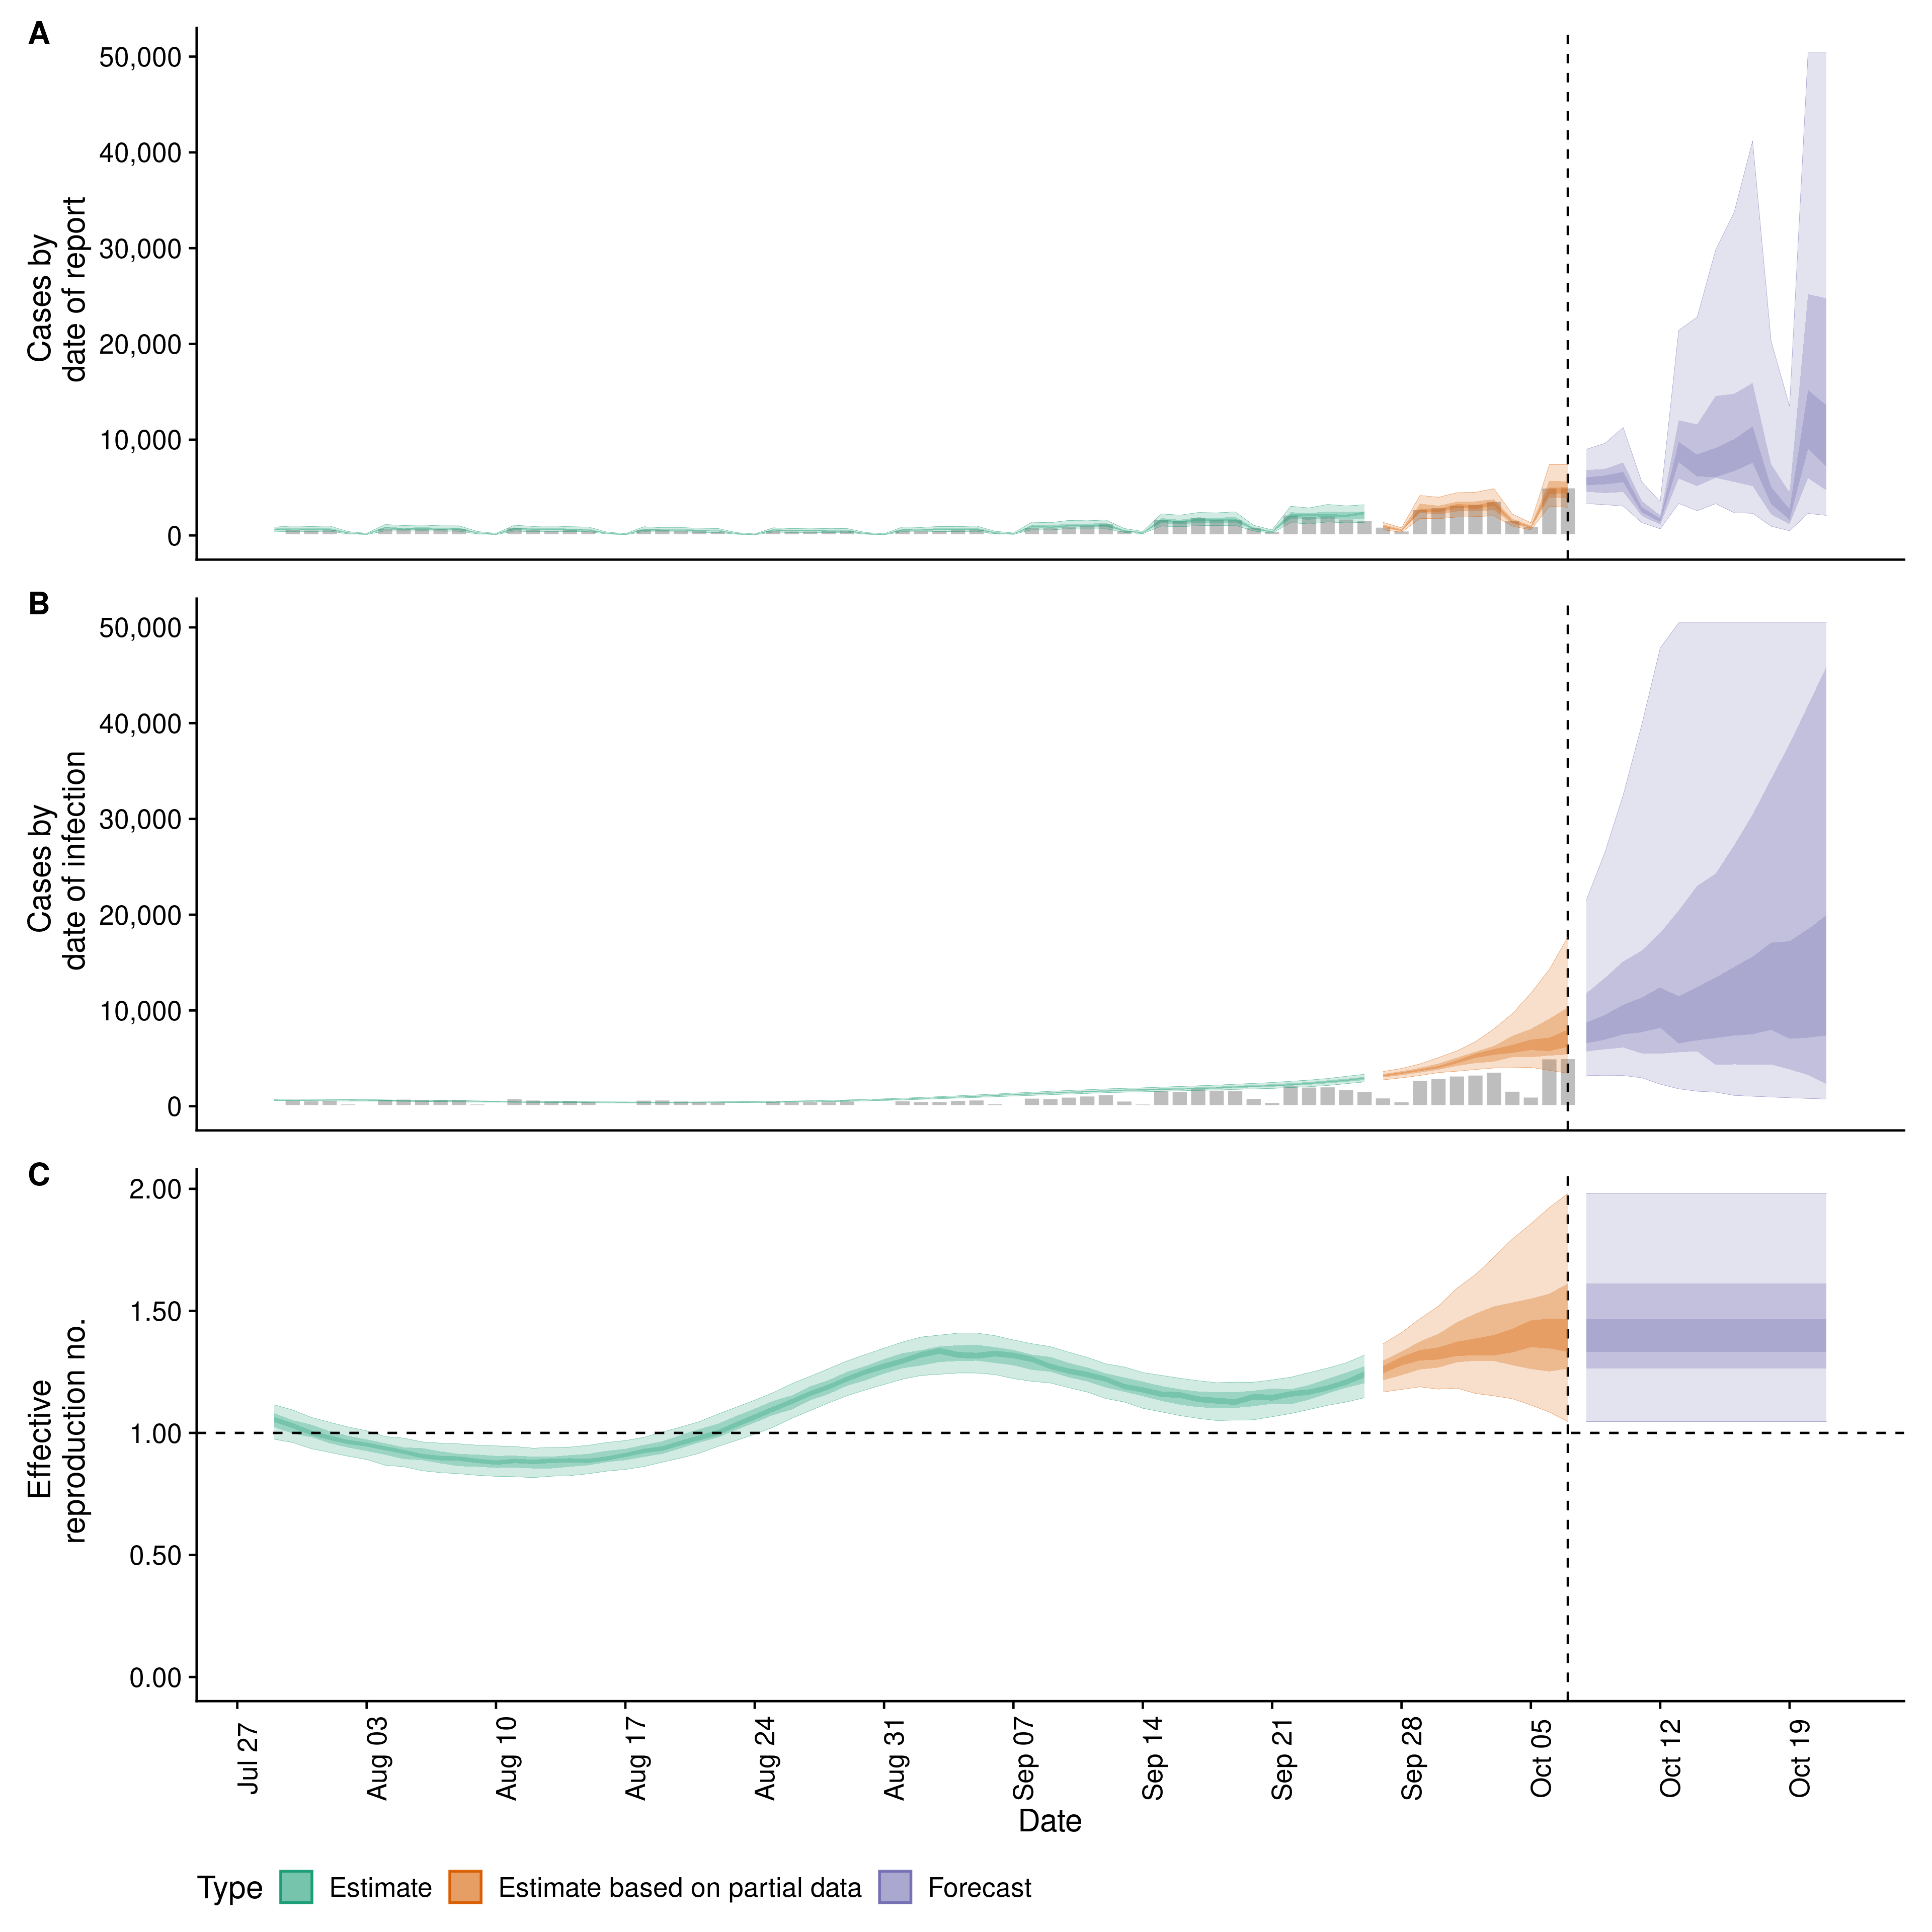 A
50,000
40,000
30,000
20,000
10,000
0
Cases by
date of report
B
50,000
40,000
30,000
20,000
10,000
0
Cases by
date of infection
C
2.00
1.50
1.00
0.50
0.00
Effective
reproduction no.
Jul 27
Aug 03
Aug 10
Aug 17
Aug 24
Aug 31
Sep 07
Sep 14
Sep 21
Sep 28
Oct 05
Oct 12
Oct 19
Date
Type Estimate Estimate based on partial data Forecast